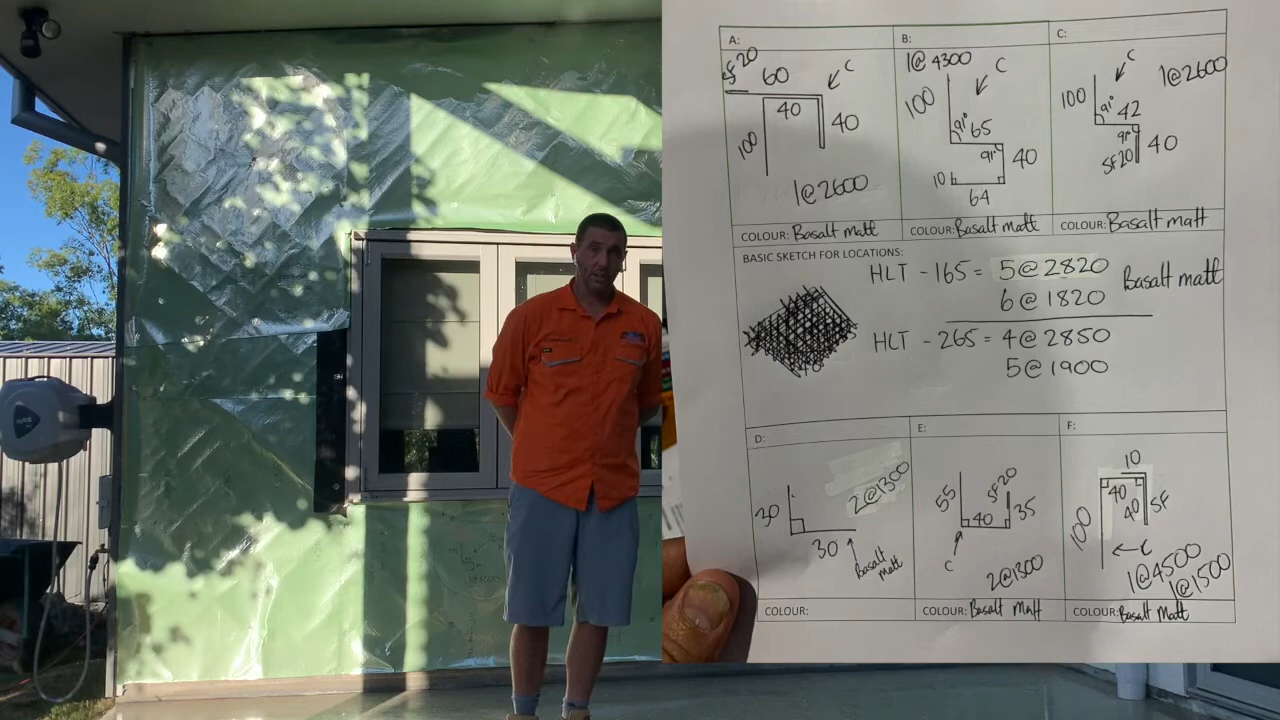 A:
SF 20
60
C
40
40
100
1@2600
COLOUR: Basalt matt
B:
1@4300
C
100
91°
65
91°
40
10
64
COLOUR: Basalt matt
C:
C
1@2600
100
91°
42
91°
SF20
40
COLOUR: Basalt matt
BASIC SKETCH FOR LOCATIONS:
HLT - 165 = 5@2820
6@1820
Basalt matt
HLT - 265 = 4@2850
5@1900
D:
30
2@1300
30
Basalt
matt
COLOUR:
E:
55
SF20
40
35
C
2@1300
COLOUR: Basalt Matt
F:
10
40
40
SF
100
C
1@4500
1@1500
COLOUR: Basalt Matt